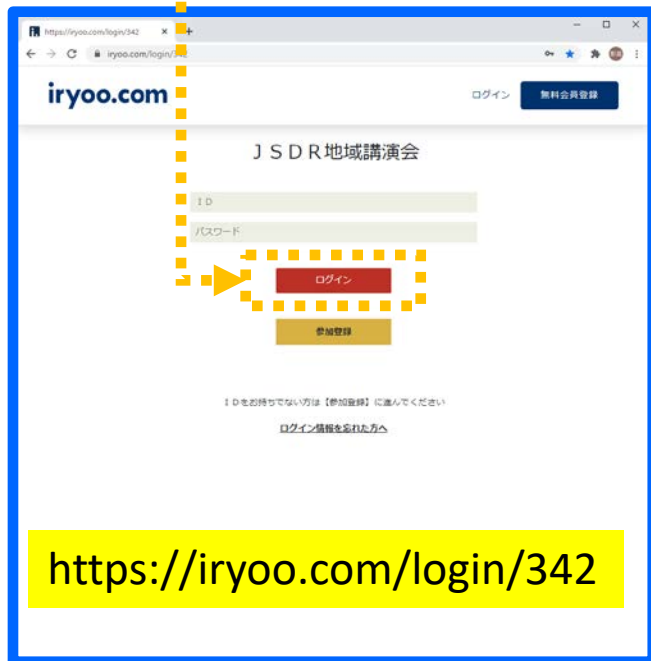 https://iryoo.com/login/342
iryoo.com/login/342
iryoo.com
ログイン
無料会員登録
ＪＳＤＲ地域講演会
ＩＤ
パスワード
ログイン
参加登録
ＩＤをお持ちでない方は【参加登録】に進んでください
ログイン情報を忘れた方へ
https://iryoo.com/login/342